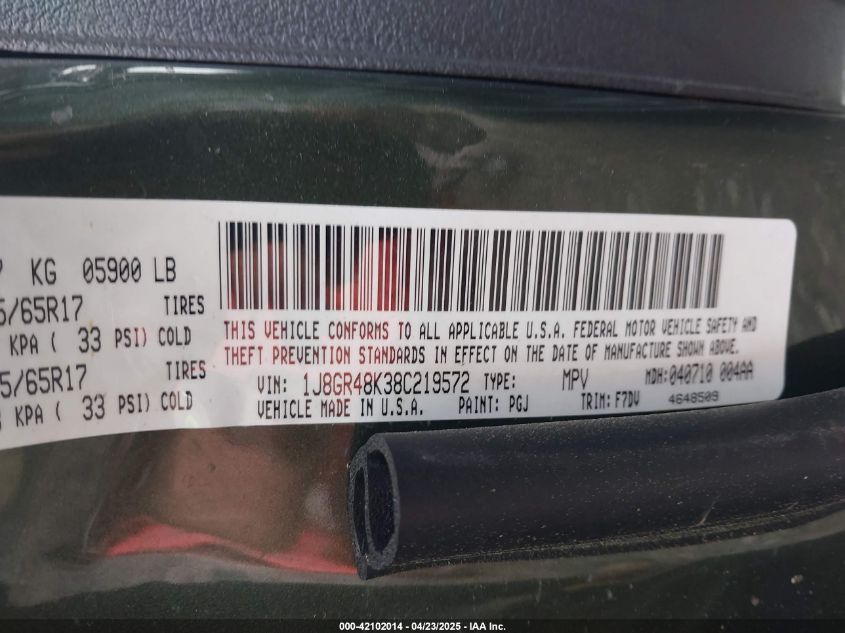 KG 05900 LB
5/65R17 TIRES
KPA ( 33 PSI) COLD
5/65R17 TIRES
KPA ( 33 PSI) COLD
THIS VEHICLE CONFORMS TO ALL APPLICABLE U.S.A. FEDERAL MOTOR VEHICLE SAFETY AND
THEFT PREVENTION STANDARDS IN EFFECT ON THE DATE OF MANUFACTURE SHOWN ABOVE.
VIN: 1J8GR48K38C219572 TYPE: MPV MDH: 040710 004AA
VEHICLE MADE IN U.S.A. PAINT: PGJ TRIM: F7DV 4648509
000-42102014 - 04/23/2025 - IAA Inc.